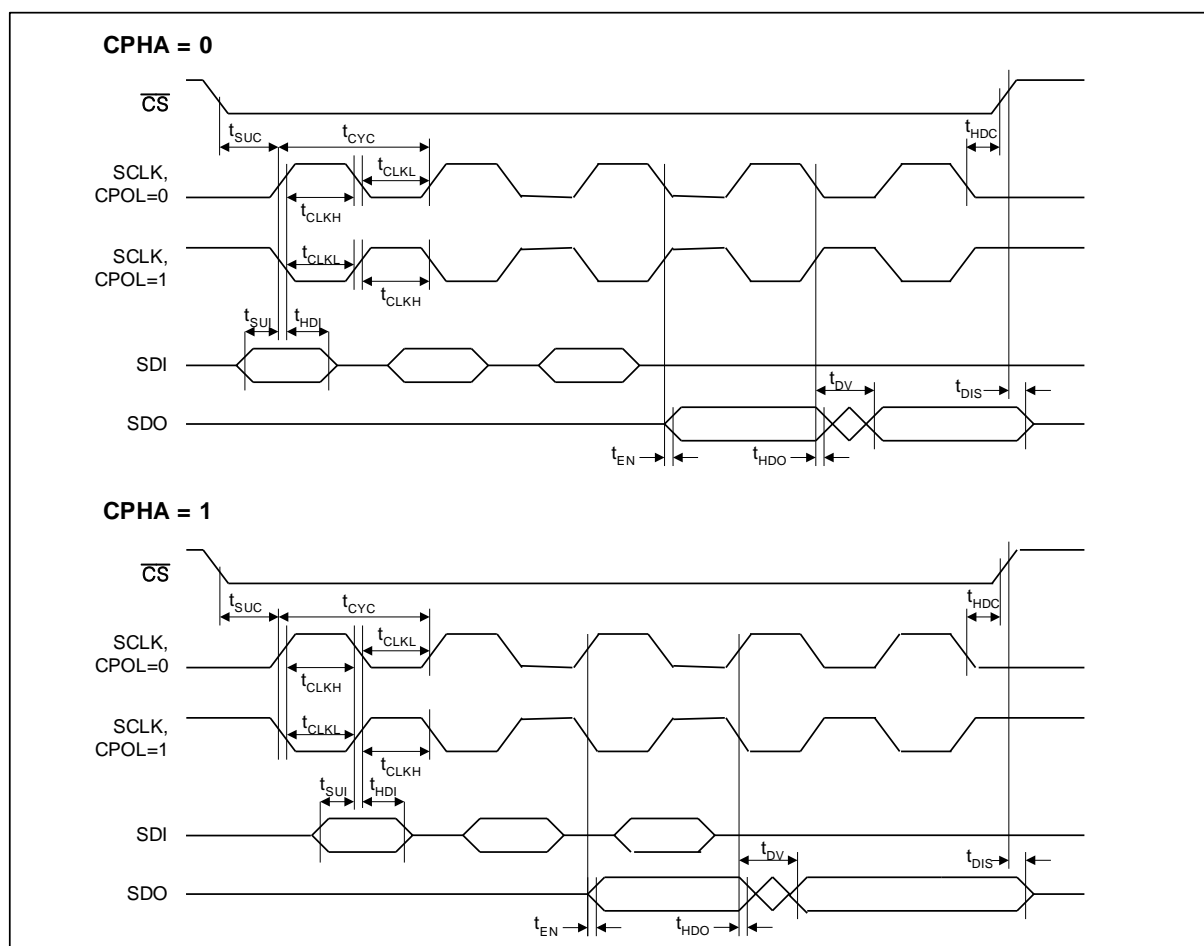 CPHA = 0
CS
tSUC
tCYC
tHDC
SCLK,
CPOL=0
tCLKL
tCLKH
SCLK,
CPOL=1
tCLKL
tCLKH
tSUI
tHDI
SDI
tDV
tDIS
SDO
tEN
tHDO
CPHA = 1
CS
tSUC
tCYC
tHDC
SCLK,
CPOL=0
tCLKL
tCLKH
SCLK,
CPOL=1
tCLKL
tCLKH
tSUI
tHDI
SDI
tDV
tDIS
SDO
tEN
tHDO